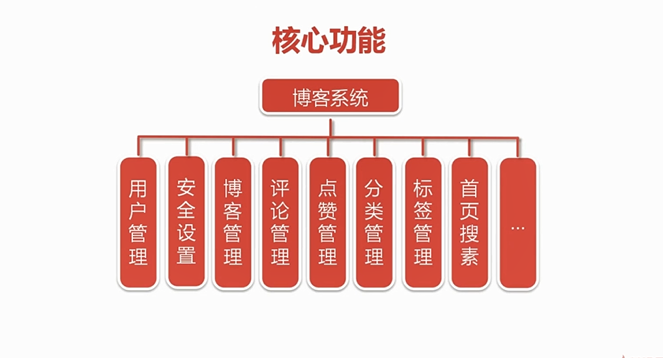 核心功能
博客系统
用户管理
安全设置
博客管理
评论管理
点赞管理
分类管理
标签管理
首页搜素
...